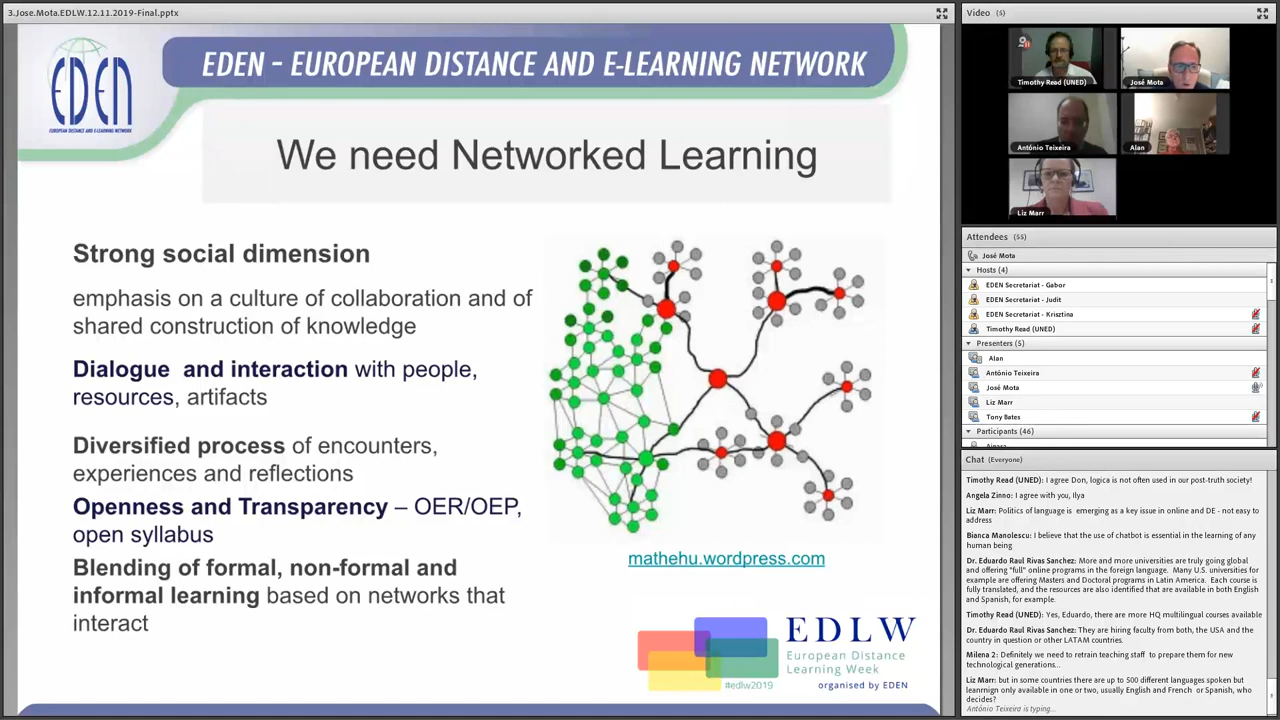 3.Jose.Mota.EDLW.12.11.2019-Final.pptx
EDEN
EUROPEAN DISTANCE AND E-LEARNING NETWORK
EDEN – EUROPEAN DISTANCE AND E-LEARNING NETWORK
We need Networked Learning
Strong social dimension
emphasis on a culture of collaboration and of
shared construction of knowledge
Dialogue and interaction with people,
resources, artifacts
Diversified process of encounters,
experiences and reflections
Openness and Transparency – OER/OEP,
open syllabus
Blending of formal, non-formal and
informal learning based on networks that
interact
mathehu.wordpress.com
EDLW
European Distance
Learning Week
#edlw2019
organised by EDEN
Video (5)
Timothy Read (UNED)
José Mota
António Teixeira
Alan
Liz Marr
Attendees (55)
José Mota
Hosts (4)
EDEN Secretariat - Gabor
EDEN Secretariat - Judit
EDEN Secretariat - Krisztina
Timothy Read (UNED)
Presenters (5)
Alan
António Teixeira
José Mota
Liz Marr
Tony Bates
Participants (46)
Chat (Everyone)
Timothy Read (UNED): I agree Don, logica is not often used in our post-truth society!
Angela Zinno: I agree with you, Ilya
Liz Marr: Politics of language is emerging as a key issue in online and DE - not easy to
address
Bianca Manolescu: I believe that the use of chatbot is essential in the learning of any
human being
Dr. Eduardo Raul Rivas Sanchez: More and more universities are truly going global
and offering "full" online programs in the foreign language. Many U.S. universities for
example are offering Masters and Doctoral programs in Latin America. Each course is
fully translated, and the resources are also identified that are available in both English
and Spanish, for example.
Timothy Read (UNED): Yes, Eduardo, there are more HQ multilingual courses available
Dr. Eduardo Raul Rivas Sanchez: They are hiring faculty from both, the USA and the
country in question or other LATAM countries.
Milena 2: Definitely we need to retrain teaching staff to prepare them for new
technological generations...
Liz Marr: but in some countries there are up to 500 different languages spoken but
learnnign only available in one or two, usually English and French or Spanish, who
decides?
António Teixeira is typing...